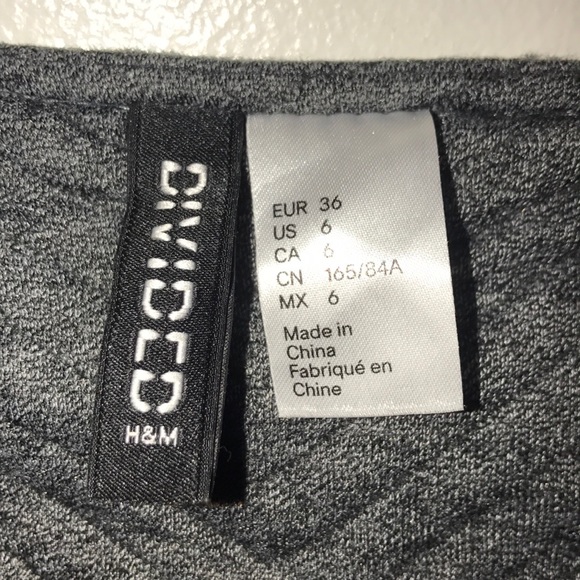 DIVIDED
H&M
EUR 36
US 6
CA 6
CN 165/84A
MX 6
Made in
China
Fabriqué en
Chine